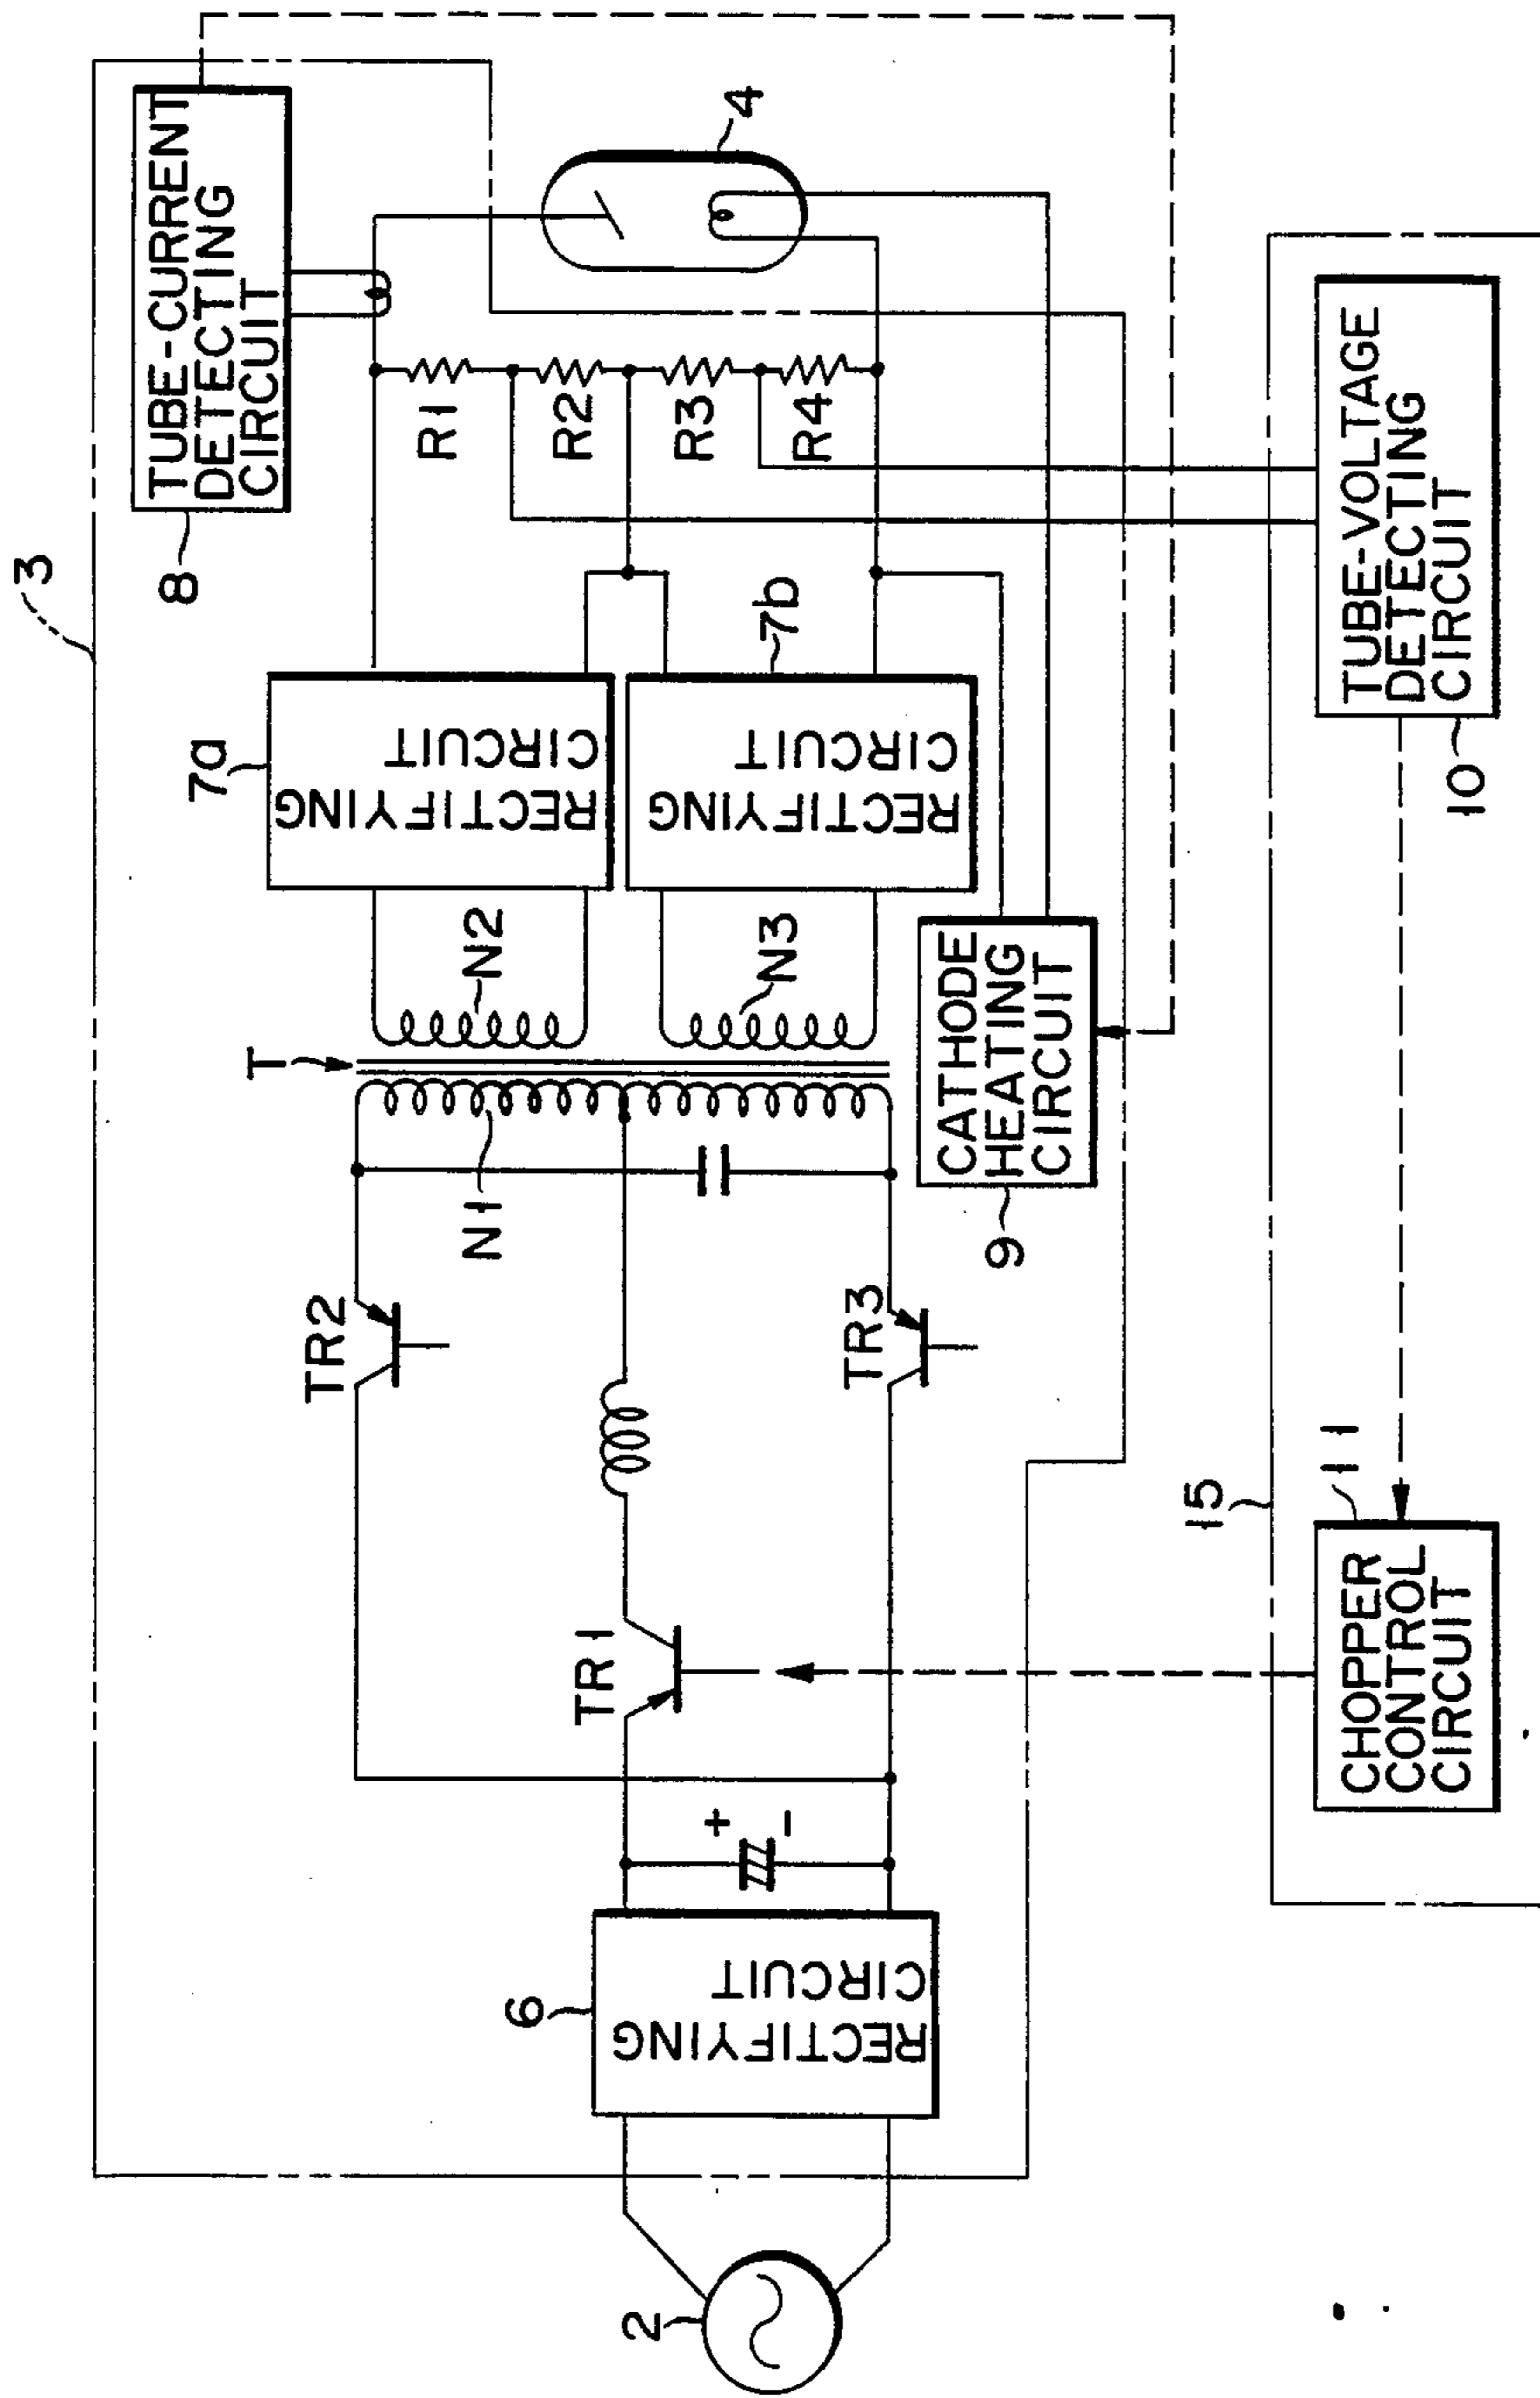 3
8
TUBE-CURRENT
DETECTING
CIRCUIT
4
R1
R2
R3
R4
7a
RECTIFYING
CIRCUIT
7b
RECTIFYING
CIRCUIT
T
N2
N3
N1
TR2
TR3
TR1
CATHODE
HEATING
CIRCUIT
9
6
RECTIFYING
CIRCUIT
+
-
2
15
TUBE-VOLTAGE
DETECTING
CIRCUIT
10
CHOPPER
CONTROL
CIRCUIT
11